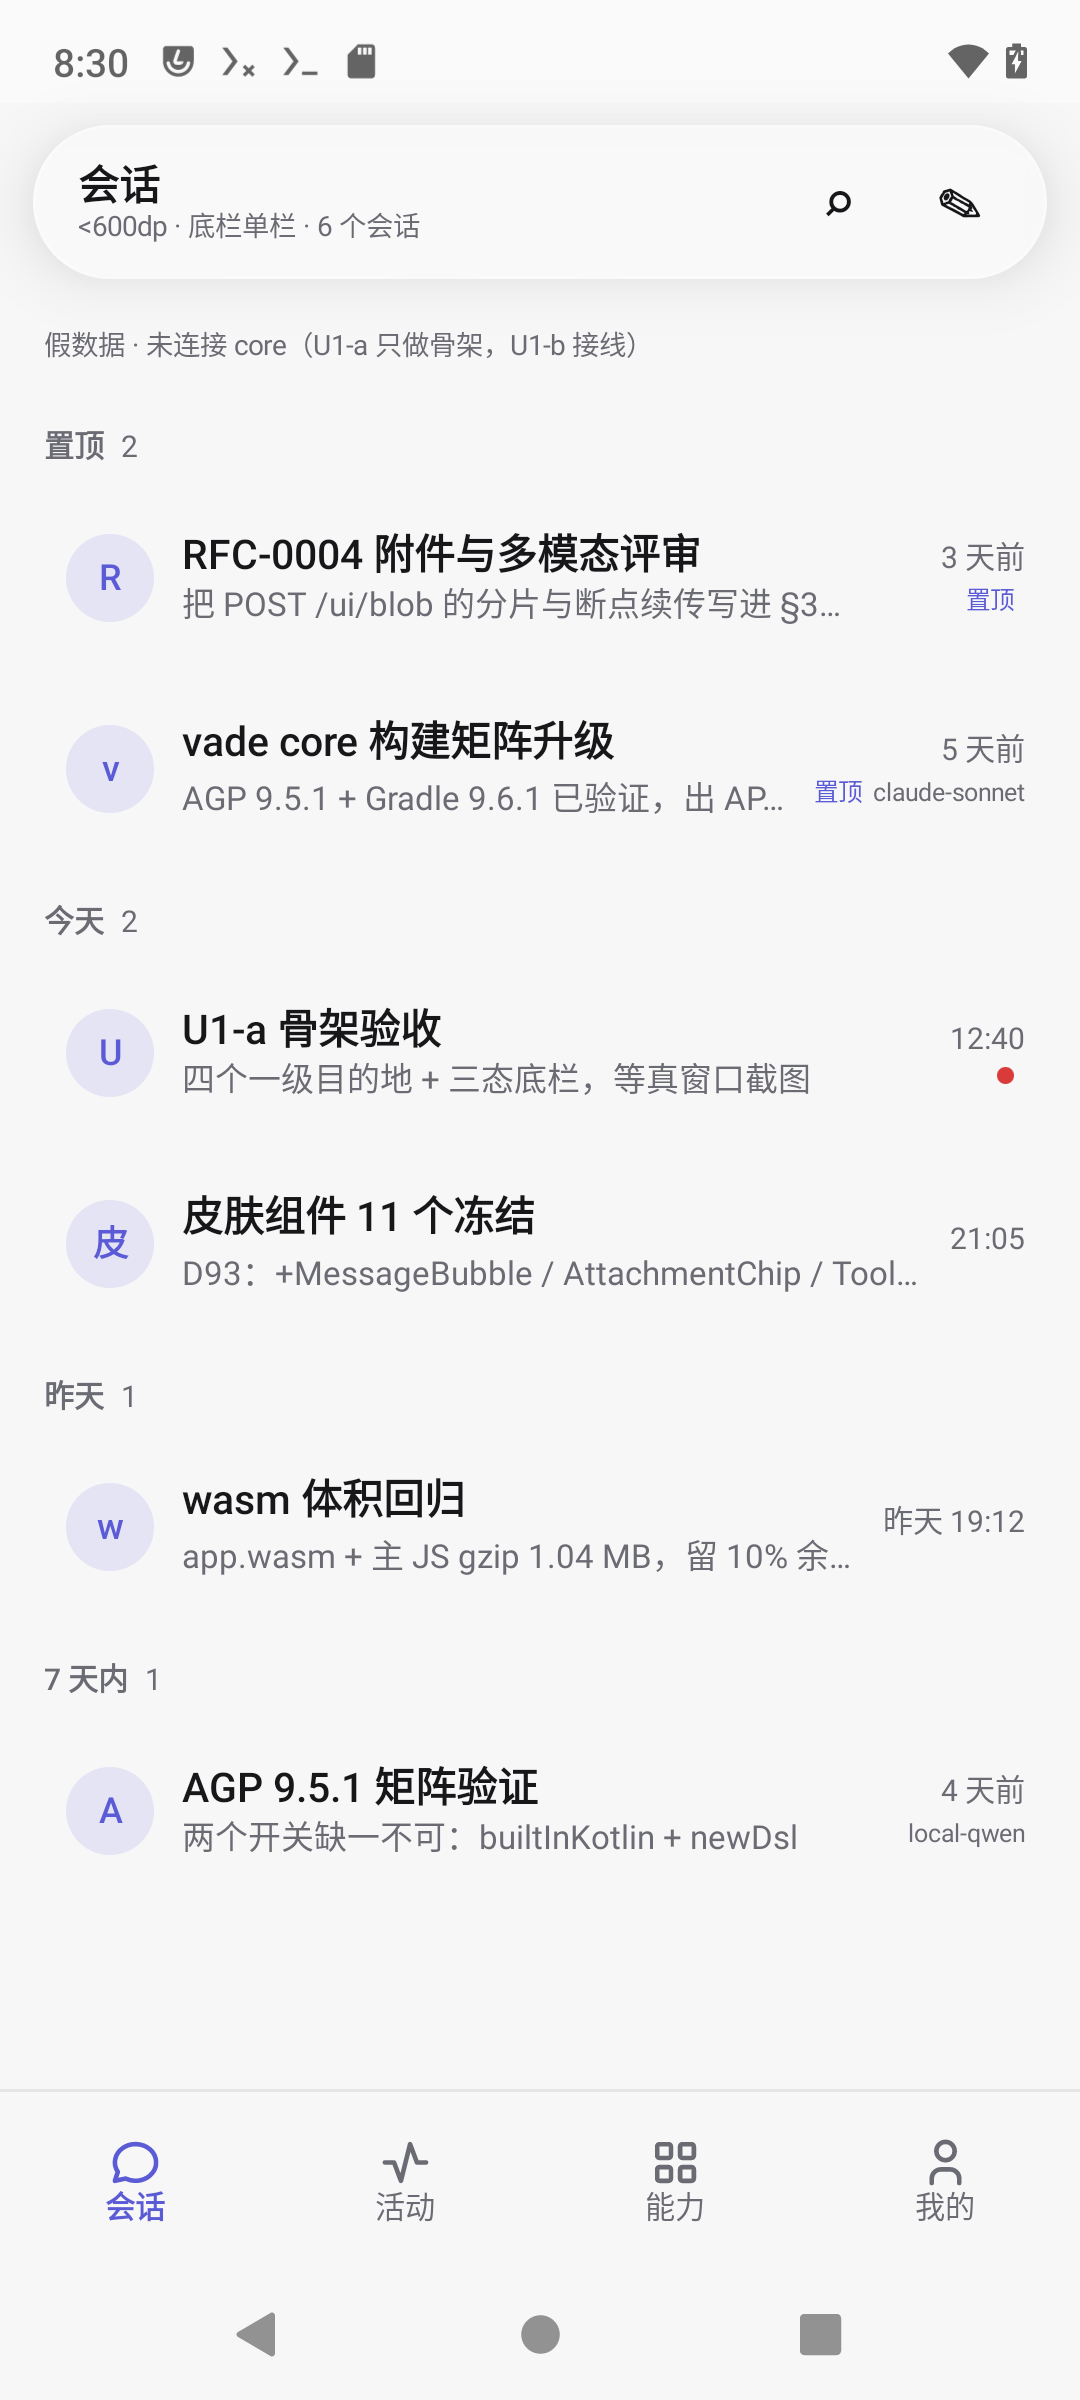 8:30
会话
<600dp · 底栏单栏 · 6 个会话
假数据 · 未连接 core（U1-a 只做骨架，U1-b 接线）
置顶 2
R
RFC-0004 附件与多模态评审
3 天前
把 POST /ui/blob 的分片与断点续传写进 §3…
置顶
v
vade core 构建矩阵升级
5 天前
AGP 9.5.1 + Gradle 9.6.1 已验证，出 AP…
置顶 claude-sonnet
今天 2
U
U1-a 骨架验收
12:40
四个一级目的地 + 三态底栏，等真窗口截图
皮
皮肤组件 11 个冻结
21:05
D93：+MessageBubble / AttachmentChip / Tool…
昨天 1
w
wasm 体积回归
昨天 19:12
app.wasm + 主 JS gzip 1.04 MB，留 10% 余…
7 天内 1
A
AGP 9.5.1 矩阵验证
4 天前
两个开关缺一不可：builtInKotlin + newDsl
local-qwen
会话
活动
能力
我的